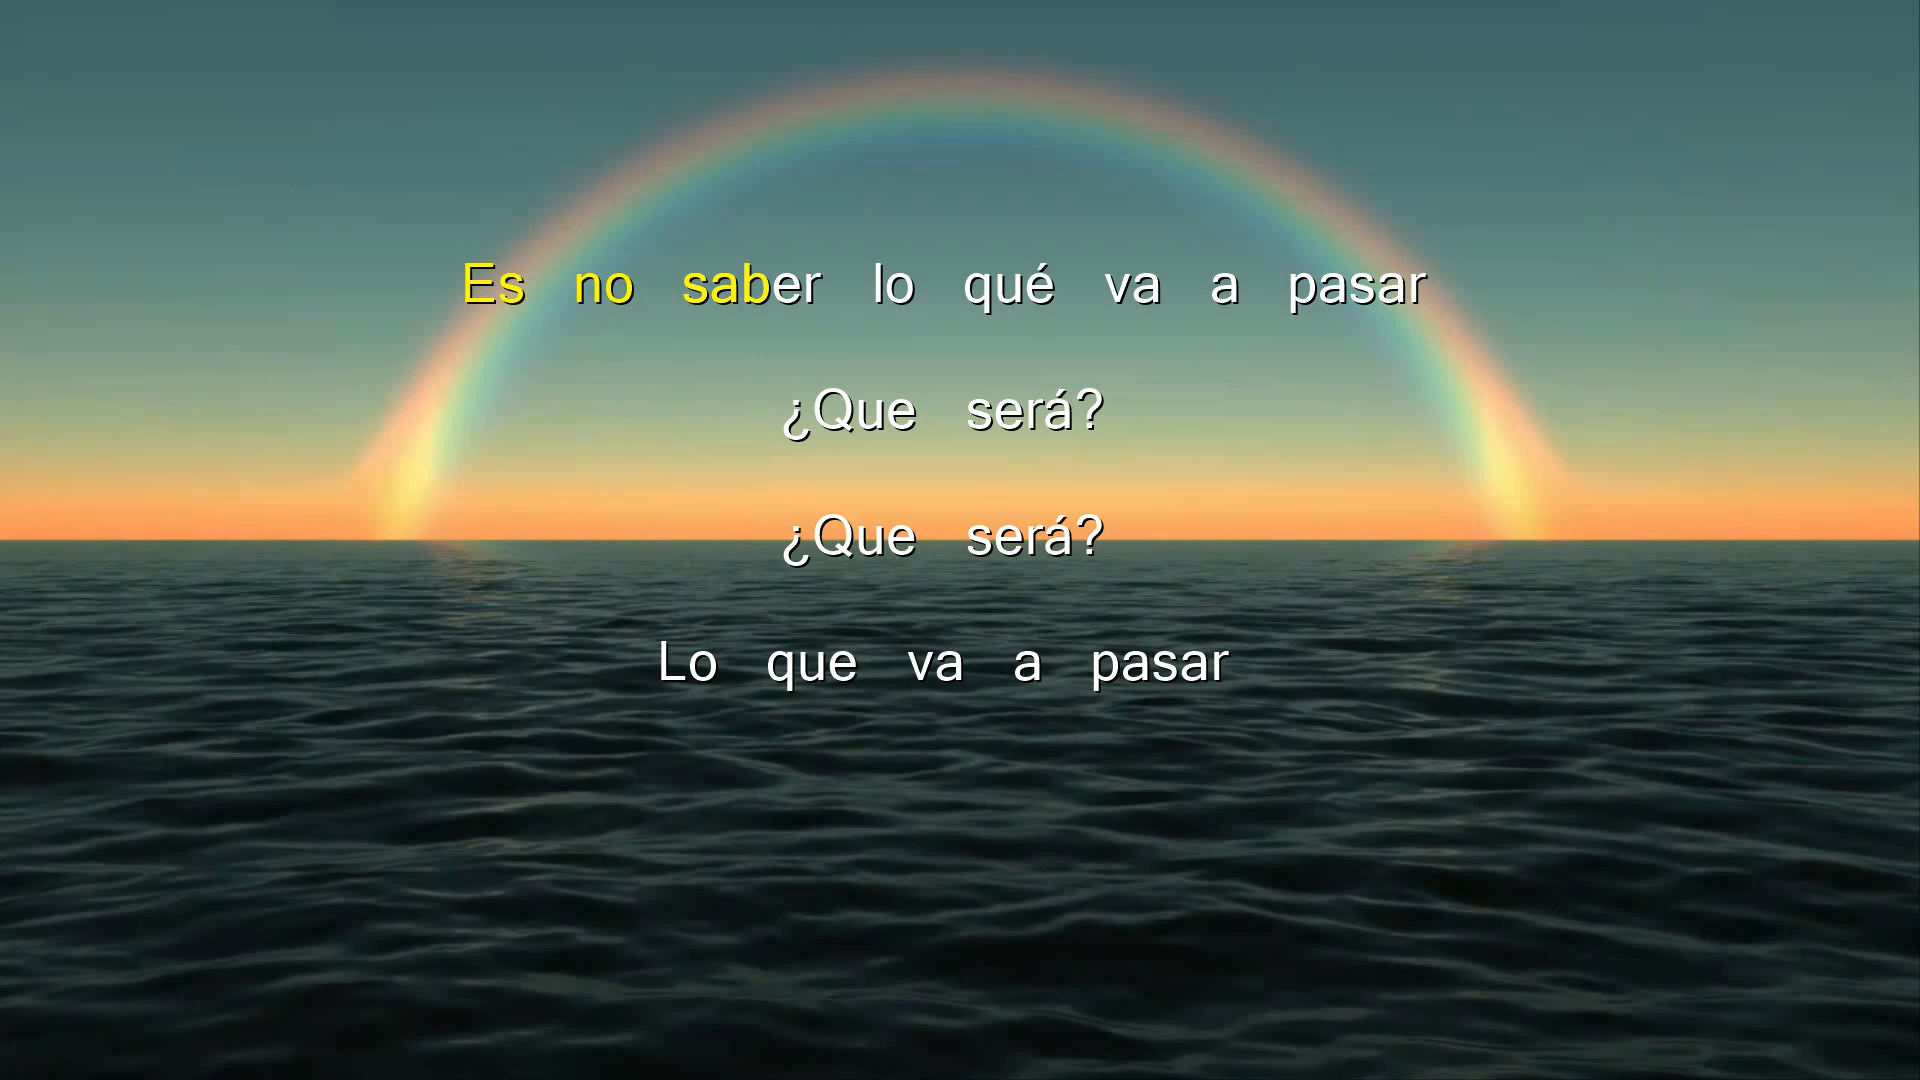 Es no saber lo qué va a pasar
¿Que será?
¿Que será?
Lo que va a pasar